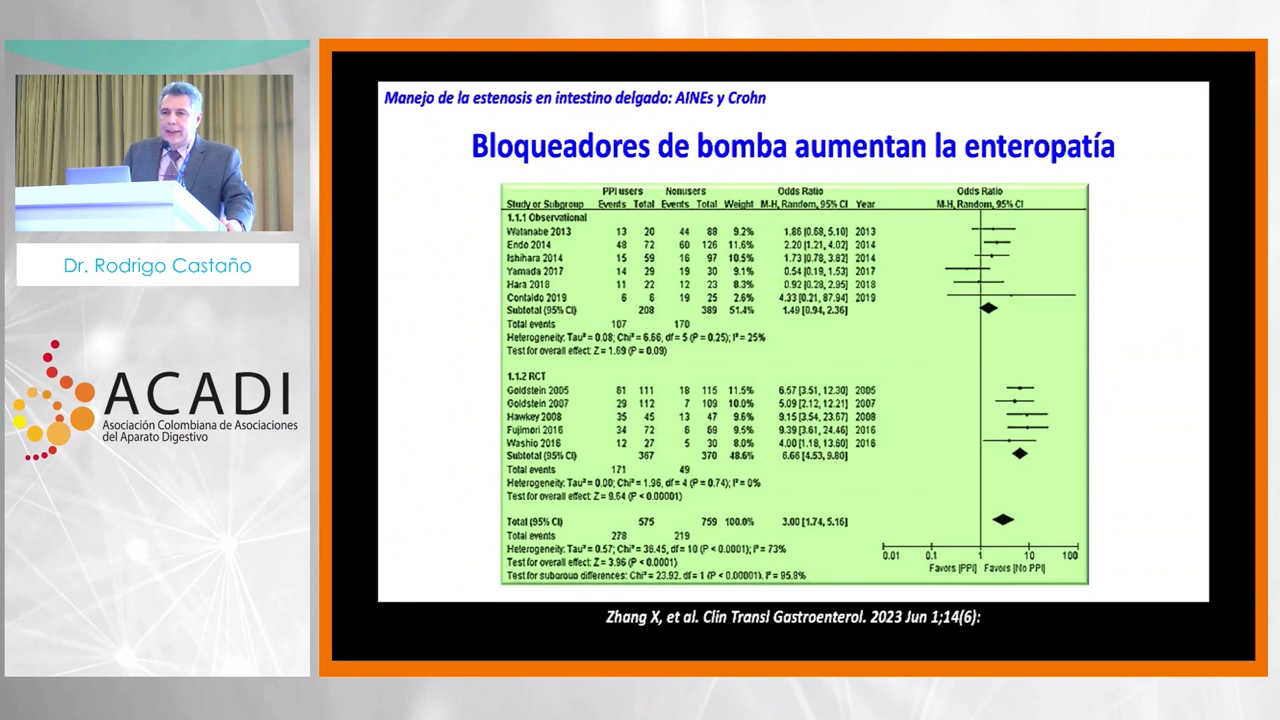 Manejo de la estenosis en intestino delgado: AINEs y Crohn
Bloqueadores de bomba aumentan la enteropatía
PPI users Nonusers Odds Ratio Odds Ratio
Study or Subgroup Events Total Events Total Weight M-H, Random, 95% CI Year M-H, Random, 95% CI
1.1.1 Observational
Watanabe 2013 13 20 44 88 9.2% 1.86 [0.68, 5.10] 2013
Endo 2014 48 72 60 126 11.6% 2.20 [1.21, 4.02] 2014
Ishihara 2014 15 59 16 97 10.5% 1.73 [0.78, 3.82] 2014
Yamada 2017 14 29 19 30 9.1% 0.54 [0.19, 1.53] 2017
Hara 2018 11 22 12 23 8.3% 0.92 [0.28, 2.95] 2018
Contaldo 2019 6 6 19 25 2.6% 4.33 [0.21, 87.94] 2019
Subtotal (95% CI) 208 389 51.4% 1.49 [0.94, 2.36]
Total events 107 170
Heterogeneity: Tau² = 0.08; Chi² = 6.66, df = 5 (P = 0.25); I² = 25%
Test for overall effect: Z = 1.69 (P = 0.09)
1.1.2 RCT
Goldstein 2005 61 111 18 115 11.5% 6.57 [3.51, 12.30] 2005
Goldstein 2007 29 112 7 109 10.0% 5.09 [2.12, 12.21] 2007
Hawkey 2008 35 45 13 47 9.6% 9.15 [3.54, 23.67] 2008
Fujimori 2016 34 72 6 69 9.5% 9.39 [3.61, 24.46] 2016
Washio 2016 12 27 5 30 8.0% 4.00 [1.18, 13.60] 2016
Subtotal (95% CI) 367 370 48.6% 6.66 [4.53, 9.80]
Total events 171 49
Heterogeneity: Tau² = 0.00; Chi² = 1.96, df = 4 (P = 0.74); I² = 0%
Test for overall effect: Z = 9.64 (P < 0.00001)
Total (95% CI) 575 759 100.0% 3.00 [1.74, 5.16]
Total events 278 219
Heterogeneity: Tau² = 0.57; Chi² = 36.45, df = 10 (P < 0.0001); I² = 73%
Test for overall effect: Z = 3.96 (P < 0.0001)
Test for subgroup differences: Chi² = 23.92, df = 1 (P < 0.00001), I² = 95.8%
0.01 0.1 1 10 100
Favors [PPI] Favors [No PPI]
Zhang X, et al. Clin Transl Gastroenterol. 2023 Jun 1;14(6):
Dr. Rodrigo Castaño
ACADI
Asociación Colombiana de Asociaciones
del Aparato Digestivo